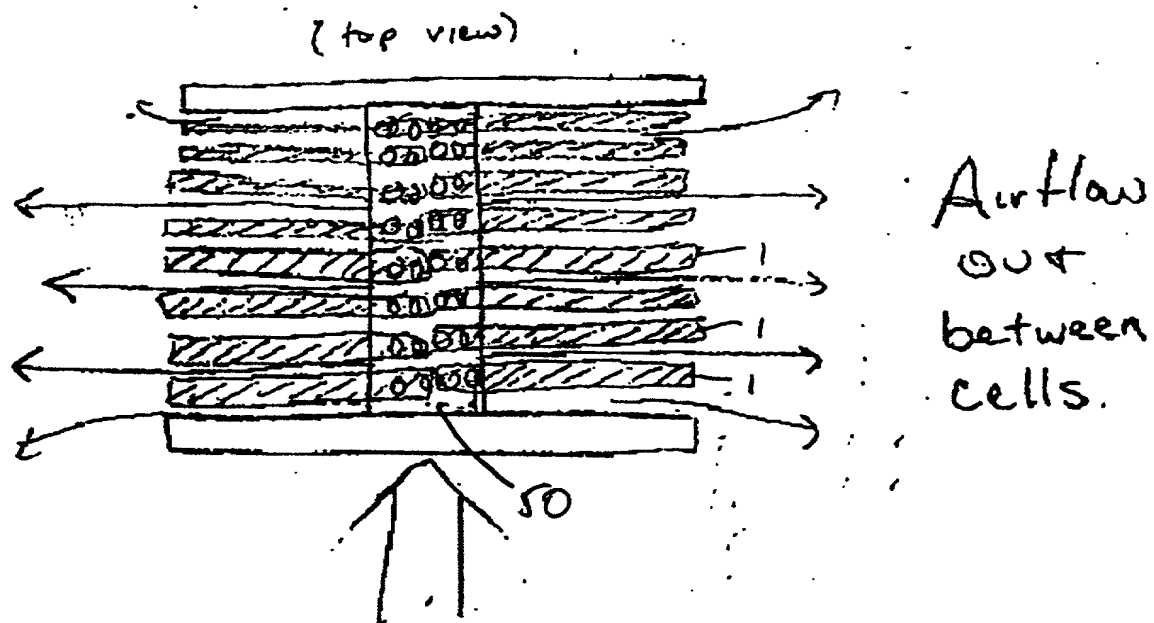 (top view)
Airflow
out
between
cells.
1
1
1
50